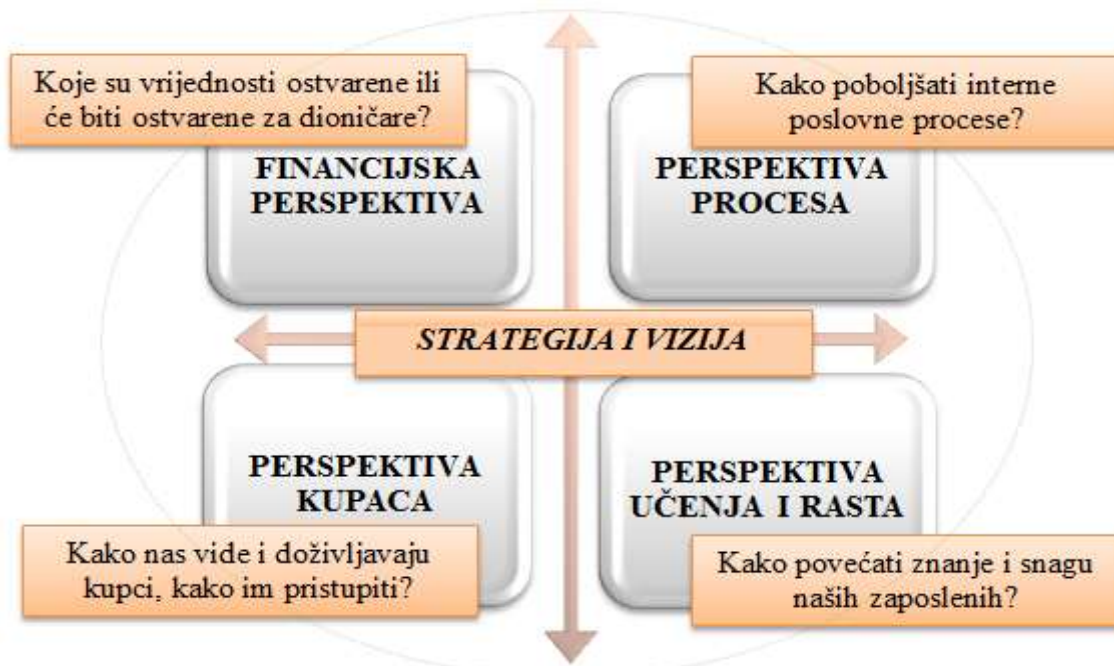 Koje su vrijednosti ostvarene ili
će biti ostvarene za dioničare?
FINANCIJSKA
PERSPEKTIVA
Kako poboljšati interne
poslovne procese?
PERSPEKTIVA
PROCESA
STRATEGIJA I VIZIJA
PERSPEKTIVA
KUPACA
Kako nas vide i doživljavaju
kupci, kako im pristupiti?
PERSPEKTIVA
UČENJA I RASTA
Kako povećati znanje i snagu
naših zaposlenih?